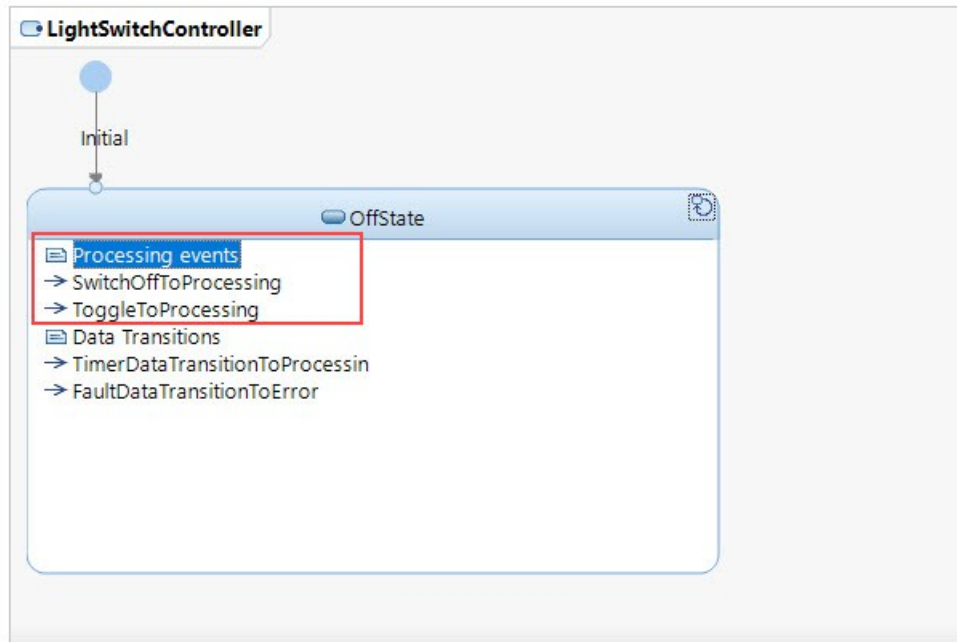 LightSwitchController
Initial
OffState
Processing events
SwitchOffToProcessing
ToggleToProcessing
Data Transitions
TimerDataTransitionToProcessin
FaultDataTransitionToError